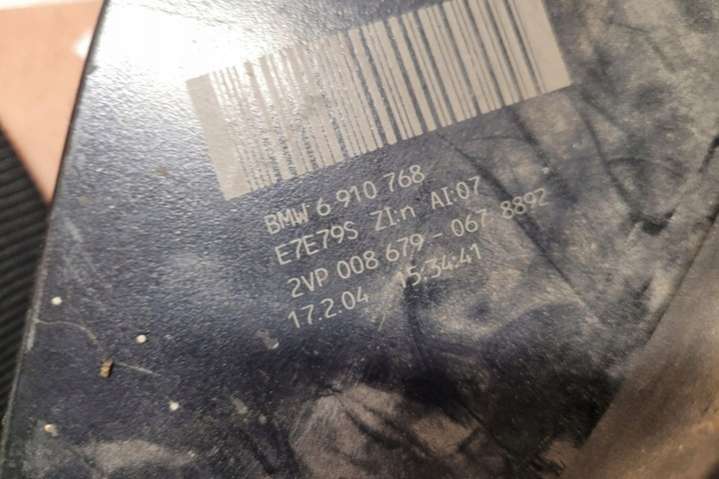 BMW 6 910 768
E7E79S ZI:n AI:07
2VP 008 679-067 8892
17.2.04 15:34:41